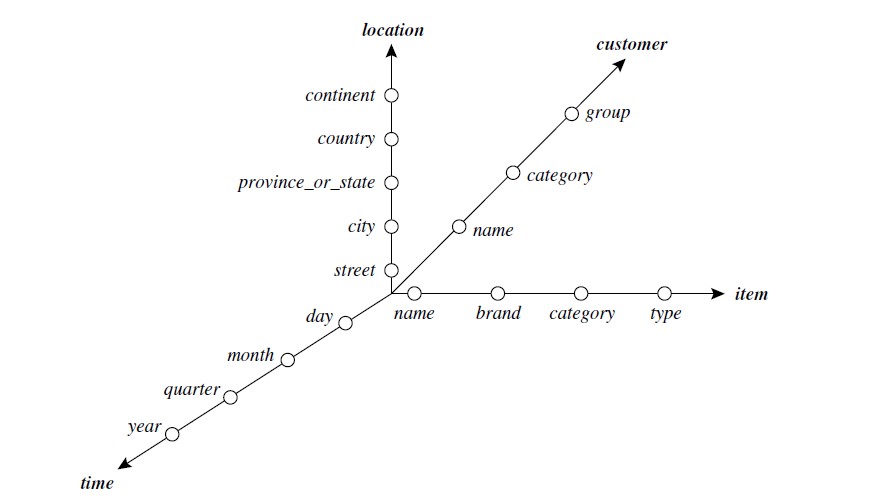 location
customer
continent
group
country
category
province_or_state
city
name
street
item
day
name brand category type
month
quarter
year
time